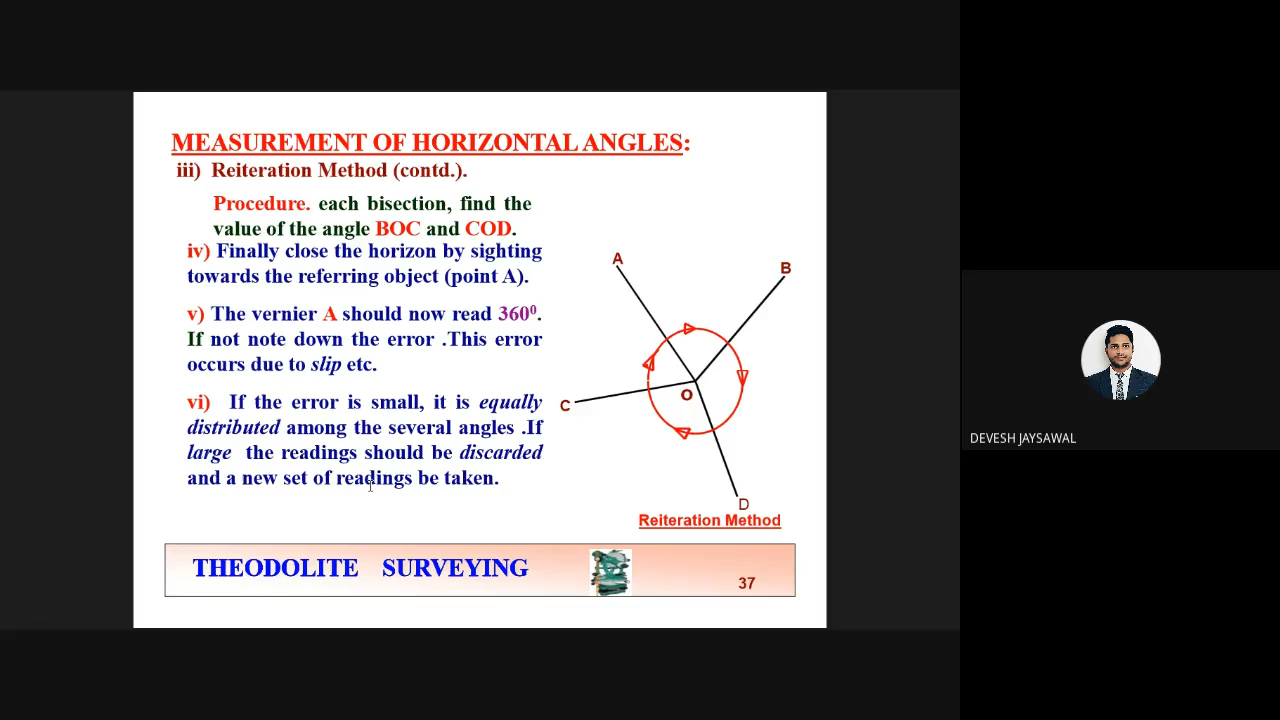 MEASUREMENT OF HORIZONTAL ANGLES:
iii) Reiteration Method (contd.).
Procedure. each bisection, find the
value of the angle BOC and COD.
iv) Finally close the horizon by sighting
towards the referring object (point A).
v) The vernier A should now read 360⁰.
If not note down the error .This error
occurs due to slip etc.
vi) If the error is small, it is equally
distributed among the several angles .If
large the readings should be discarded
and a new set of readings be taken.
A
B
O
C
D
Reiteration Method
THEODOLITE SURVEYING
37
DEVESH JAYSAWAL